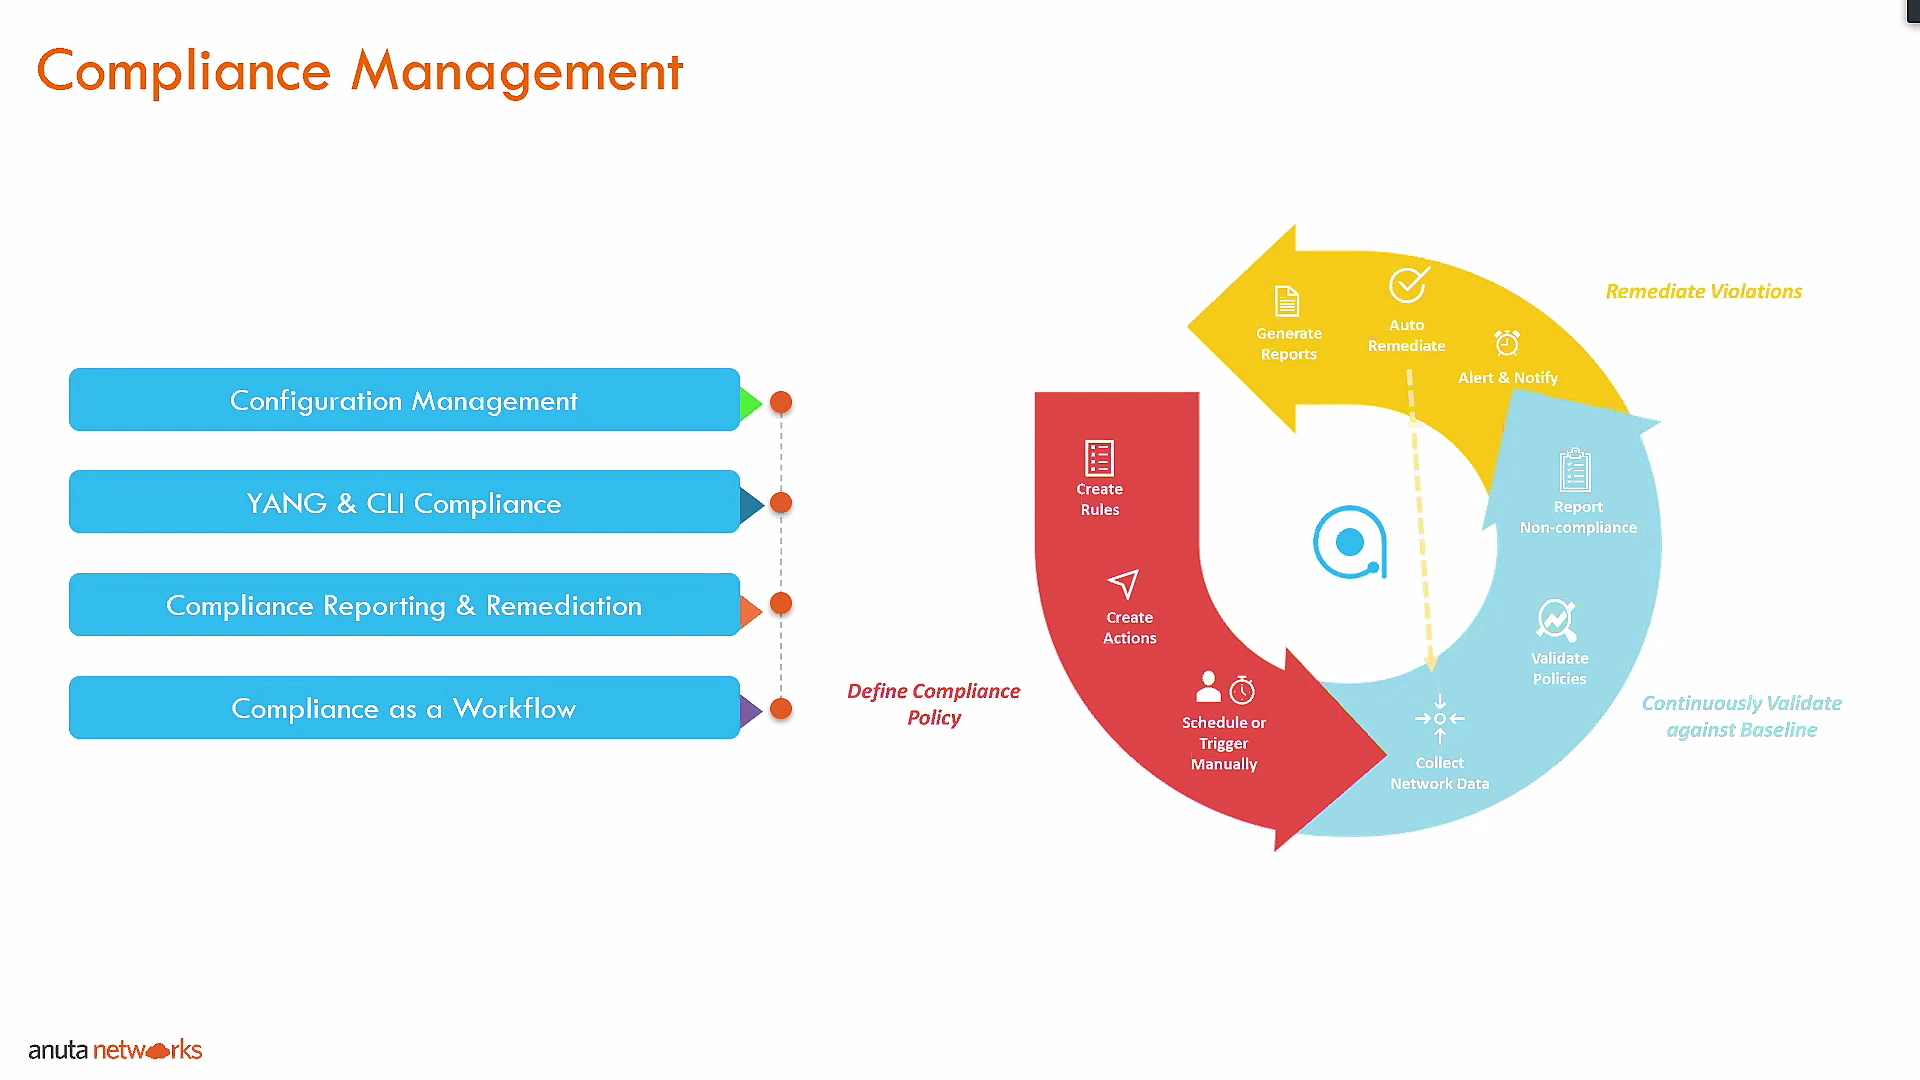 Compliance Management
Configuration Management
YANG & CLI Compliance
Compliance Reporting & Remediation
Compliance as a Workflow
Define Compliance
Policy
Create
Rules
Create
Actions
Schedule or
Trigger
Manually
Collect
Network Data
Validate
Policies
Report
Non-compliance
Continuously Validate
against Baseline
Alert & Notify
Auto
Remediate
Generate
Reports
Remediate Violations
anuta networks